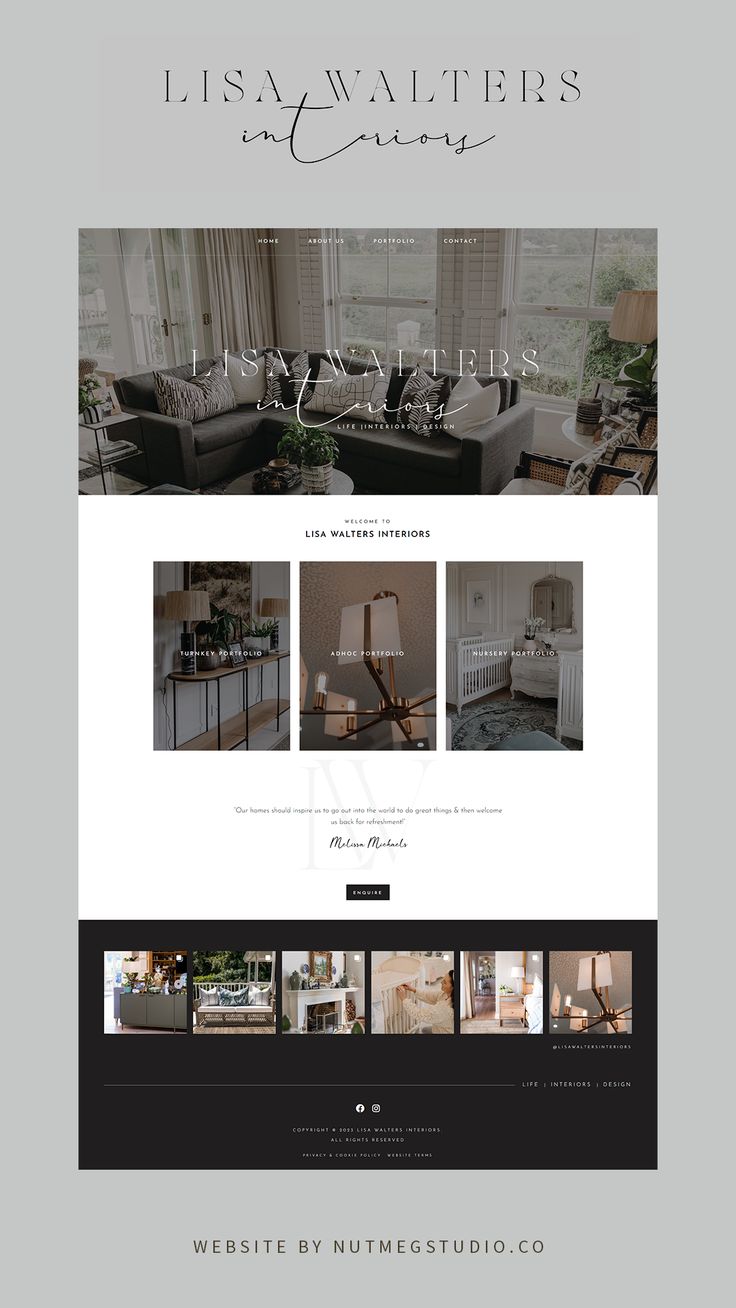 LISA WALTERS
interiors
HOME ABOUT US PORTFOLIO CONTACT
LISA WALTERS
interiors
LIFE | INTERIORS | DESIGN
WELCOME TO
LISA WALTERS INTERIORS
TURNKEY PORTFOLIO ADHOC PORTFOLIO NURSERY PORTFOLIO
LW
"Our homes should inspire us to go out into the world to do great things & then welcome
us back for refreshment!"
Melissa Michaels
ENQUIRE
@LISAWALTERSINTERIORS
LIFE | INTERIORS | DESIGN
COPYRIGHT © 2023 LISA WALTERS INTERIORS.
ALL RIGHTS RESERVED
PRIVACY & COOKIE POLICY WEBSITE TERMS
WEBSITE BY NUTMEGSTUDIO.CO